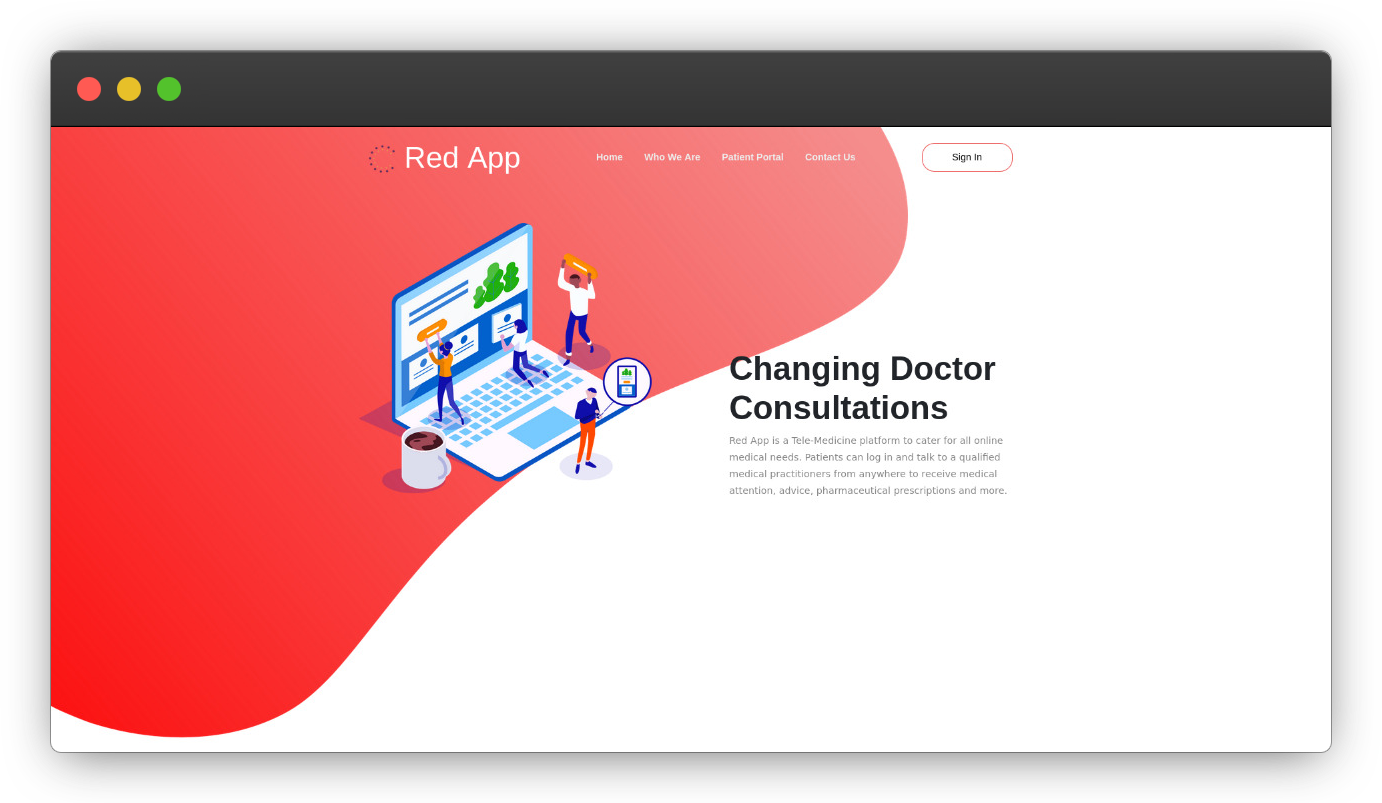 Red App
Home Who We Are Patient Portal Contact Us
Sign In
Changing Doctor
Consultations
Red App is a Tele-Medicine platform to cater for all online
medical needs. Patients can log in and talk to a qualified
medical practitioners from anywhere to receive medical
attention, advice, pharmaceutical prescriptions and more.